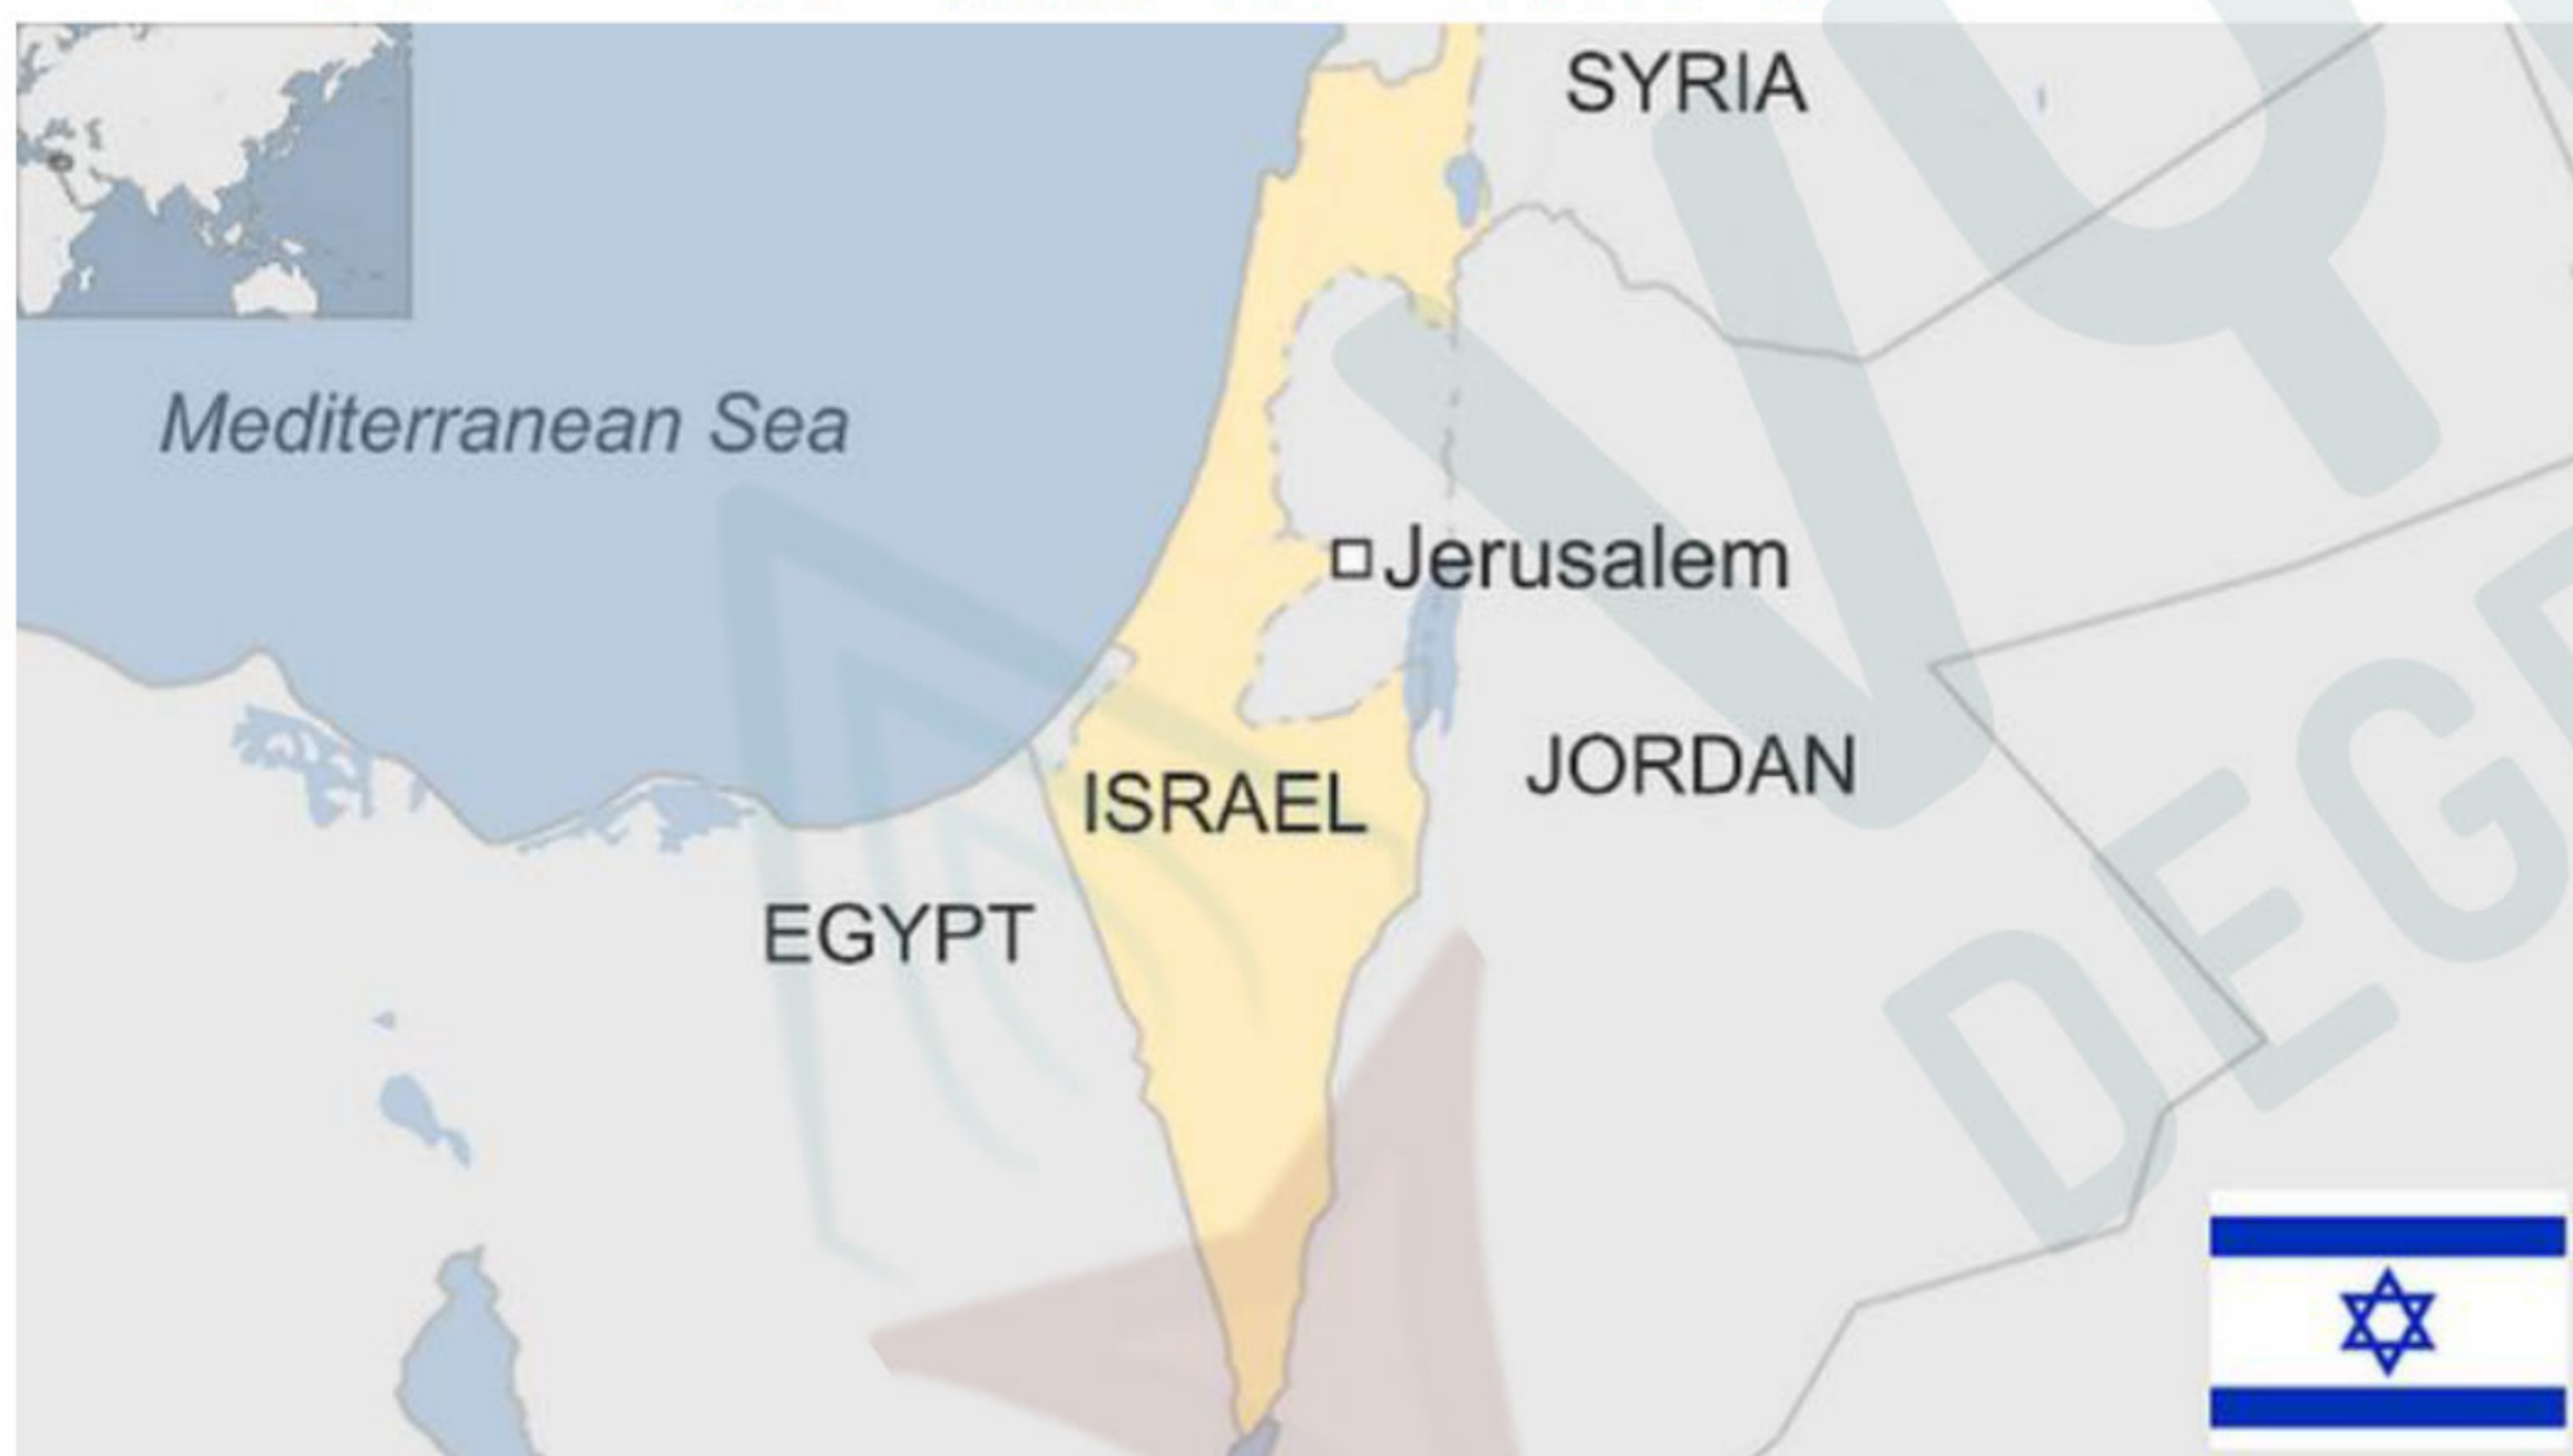 SYRIA
Mediterranean Sea
Jerusalem
JORDAN
ISRAEL
EGYPT